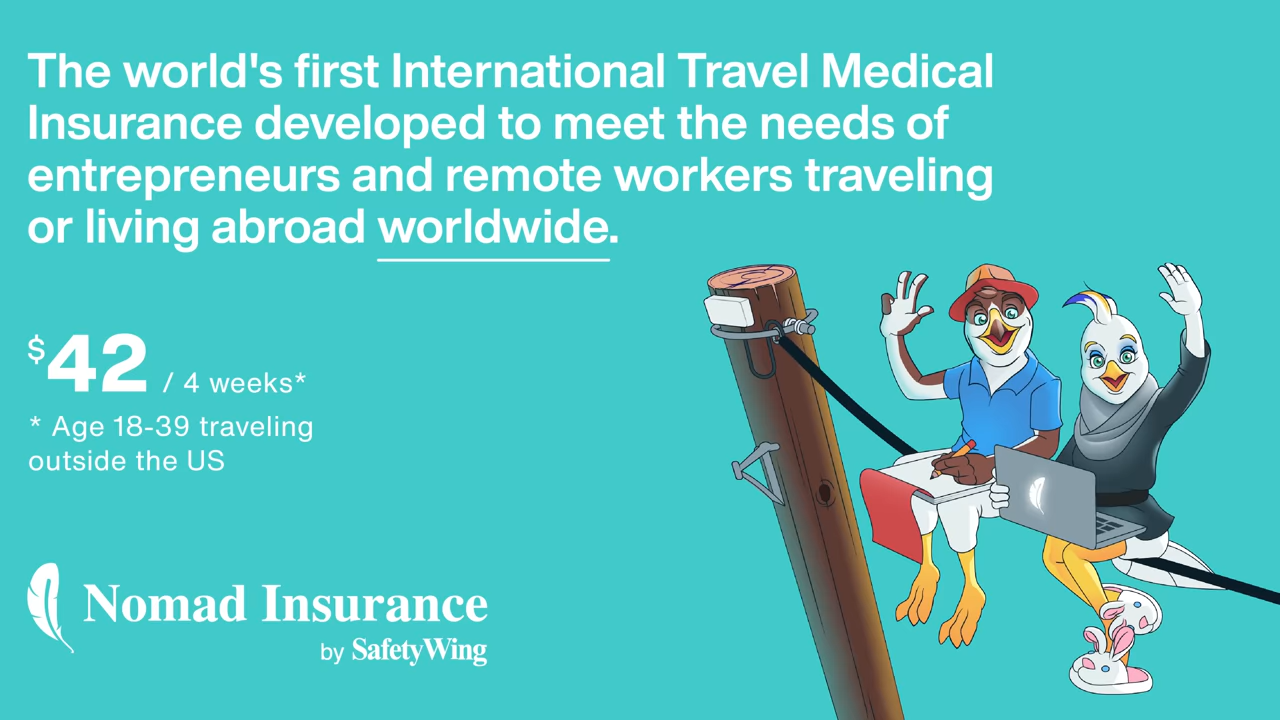 The world's first International Travel Medical
Insurance developed to meet the needs of
entrepreneurs and remote workers traveling
or living abroad worldwide.
$42 / 4 weeks*
* Age 18-39 traveling
outside the US
Nomad Insurance
by SafetyWing